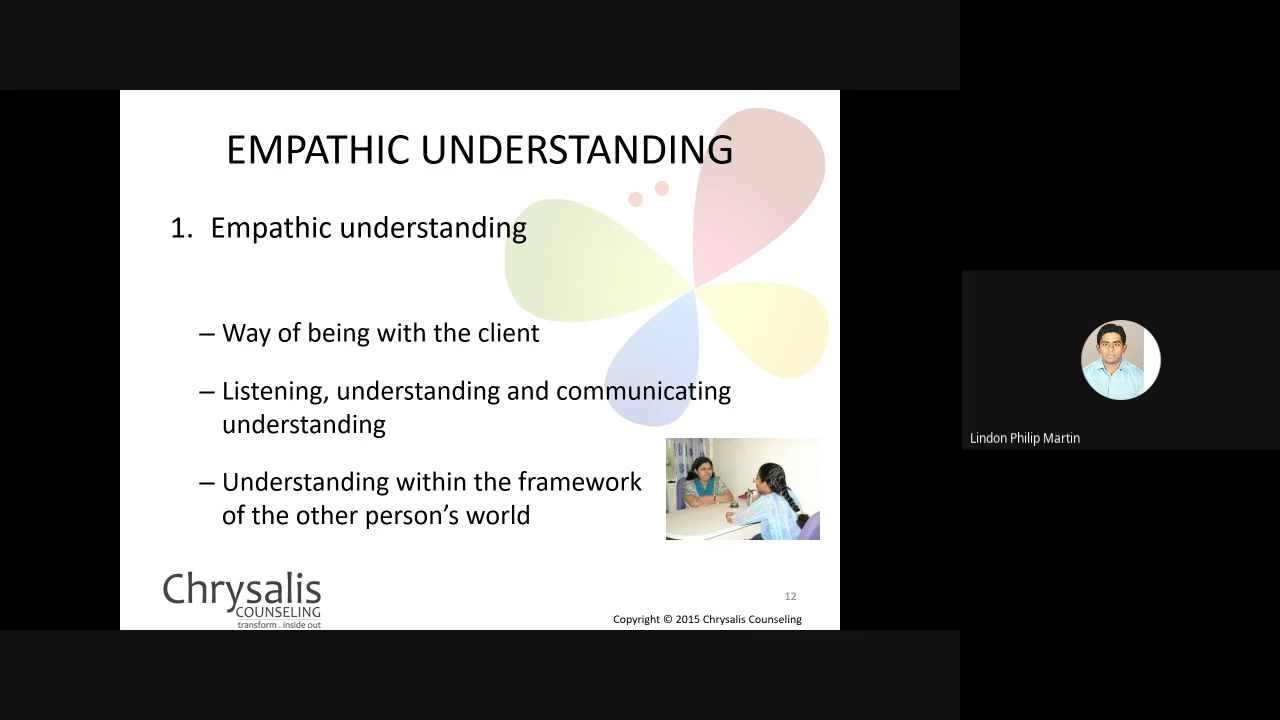 EMPATHIC UNDERSTANDING
1. Empathic understanding
– Way of being with the client
– Listening, understanding and communicating
understanding
– Understanding within the framework
of the other person’s world
Chrysalis
COUNSELING
transform . inside out
12
Copyright © 2015 Chrysalis Counseling
Lindon Philip Martin